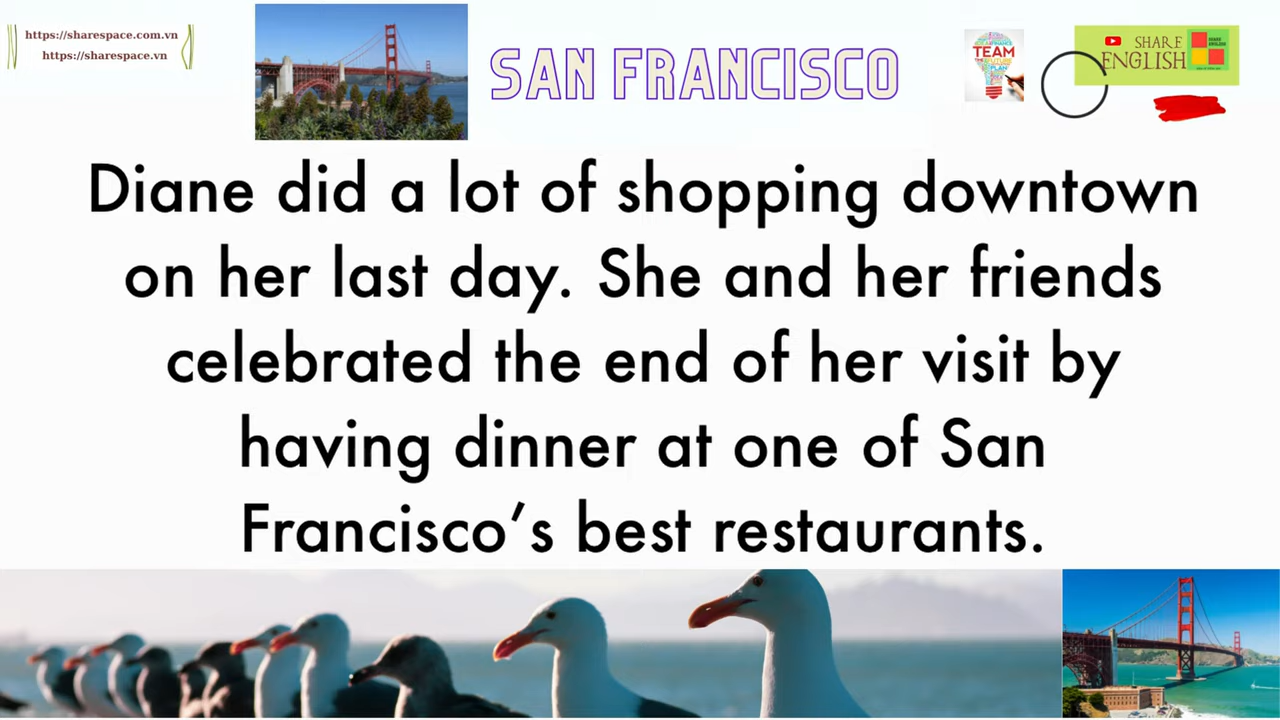 https://sharespace.com.vn
https://sharespace.vn
SAN FRANCISCO
TEAM
PLAN
SHARE
ENGLISH
Diane did a lot of shopping downtown
on her last day. She and her friends
celebrated the end of her visit by
having dinner at one of San
Francisco’s best restaurants.